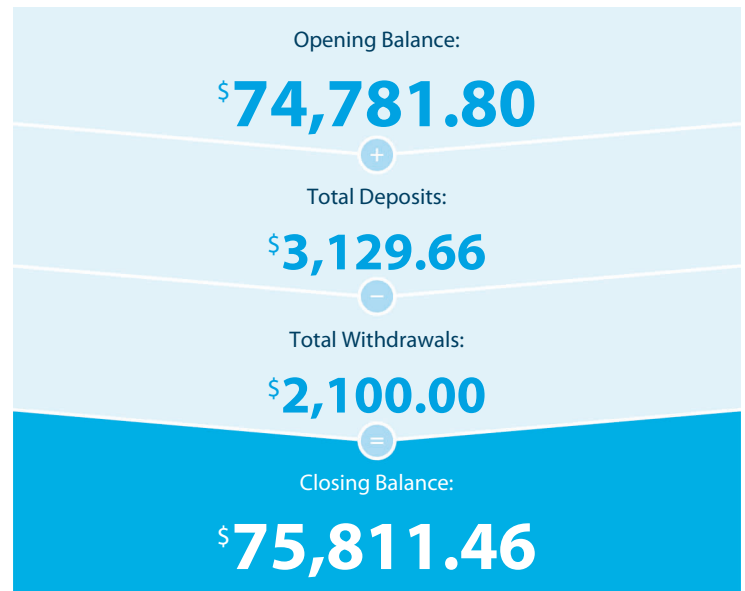 Opening Balance:
$74,781.80
+
Total Deposits:
$3,129.66
−
Total Withdrawals:
$2,100.00
=
Closing Balance:
$75,811.46